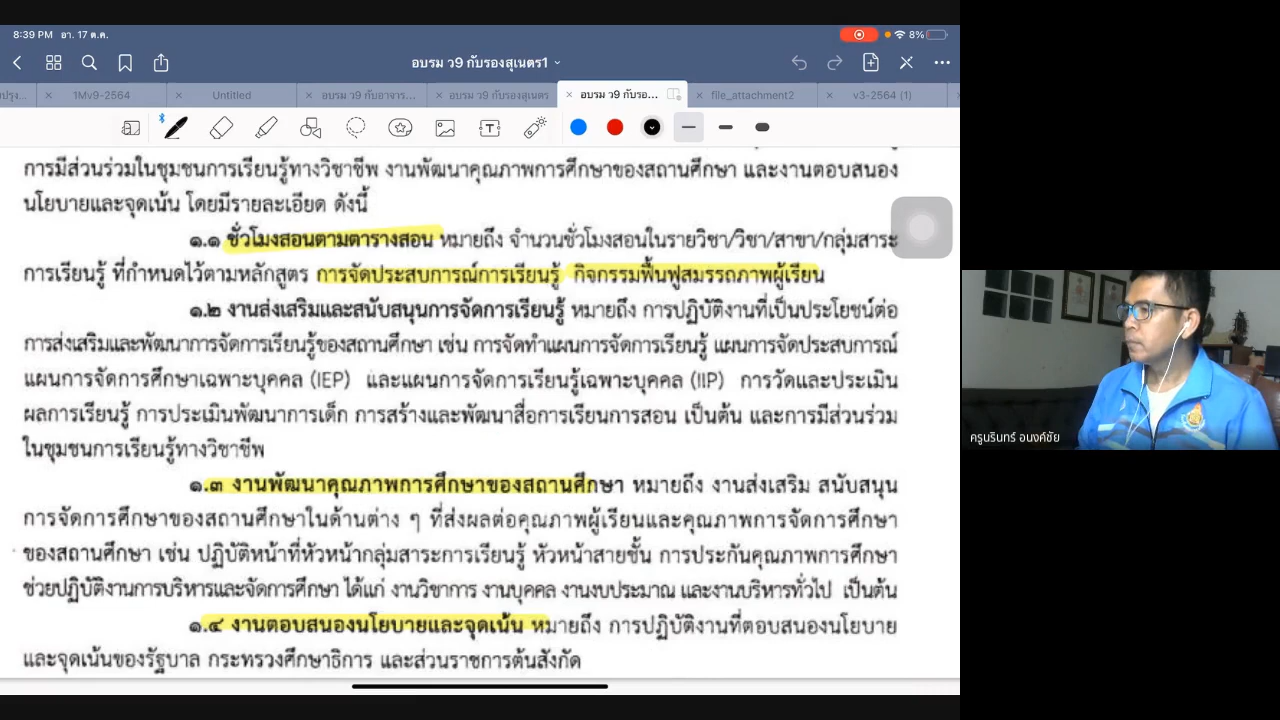 8:39 PM อา. 17 ต.ค.
8%
อบรม ว9 กับรองสุเนตร1
1Mv9-2564
Untitled
อบรม ว9 กับอาจาร...
อบรม ว9 กับรองสุเนตร
อบรม ว9 กับรอ...
file_attachment2
v3-2564 (1)
การมีส่วนร่วมในชุมชนการเรียนรู้ทางวิชาชีพ งานพัฒนาคุณภาพการศึกษาของสถานศึกษา และงานตอบสนอง
นโยบายและจุดเน้น โดยมีรายละเอียด ดังนี้
๑.๑ ชั่วโมงสอนตามตารางสอน หมายถึง จำนวนชั่วโมงสอนในรายวิชา/วิชา/สาขา/กลุ่มสาระ
การเรียนรู้ ที่กำหนดไว้ตามหลักสูตร การจัดประสบการณ์การเรียนรู้ กิจกรรมฟื้นฟูสมรรถภาพผู้เรียน
๑.๒ งานส่งเสริมและสนับสนุนการจัดการเรียนรู้ หมายถึง การปฏิบัติงานที่เป็นประโยชน์ต่อ
การส่งเสริมและพัฒนาการจัดการเรียนรู้ของสถานศึกษา เช่น การจัดทำแผนการจัดการเรียนรู้ แผนการจัดประสบการณ์
แผนการจัดการศึกษาเฉพาะบุคคล (IEP) และแผนการจัดการเรียนรู้เฉพาะบุคคล (IIP) การวัดและประเมิน
ผลการเรียนรู้ การประเมินพัฒนาการเด็ก การสร้างและพัฒนาสื่อการเรียนการสอน เป็นต้น และการมีส่วนร่วม
ในชุมชนการเรียนรู้ทางวิชาชีพ
๑.๓ งานพัฒนาคุณภาพการศึกษาของสถานศึกษา หมายถึง งานส่งเสริม สนับสนุน
การจัดการศึกษาของสถานศึกษาในด้านต่าง ๆ ที่ส่งผลต่อคุณภาพผู้เรียนและคุณภาพการจัดการศึกษา
ของสถานศึกษา เช่น ปฏิบัติหน้าที่หัวหน้ากลุ่มสาระการเรียนรู้ หัวหน้าสายชั้น การประกันคุณภาพการศึกษา
ช่วยปฏิบัติงานการบริหารและจัดการศึกษา ได้แก่ งานวิชาการ งานบุคคล งานงบประมาณ และงานบริหารทั่วไป เป็นต้น
๑.๔ งานตอบสนองนโยบายและจุดเน้น หมายถึง การปฏิบัติงานที่ตอบสนองนโยบาย
และจุดเน้นของรัฐบาล กระทรวงศึกษาธิการ และส่วนราชการต้นสังกัด
ครูนรินทร์ อนงค์ชัย